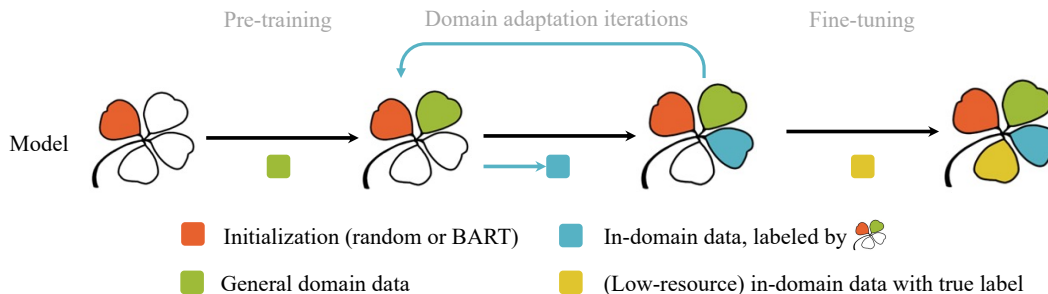 Pre-training
Domain adaptation iterations
Fine-tuning
Model
Initialization (random or BART)
In-domain data, labeled by
General domain data
(Low-resource) in-domain data with true label